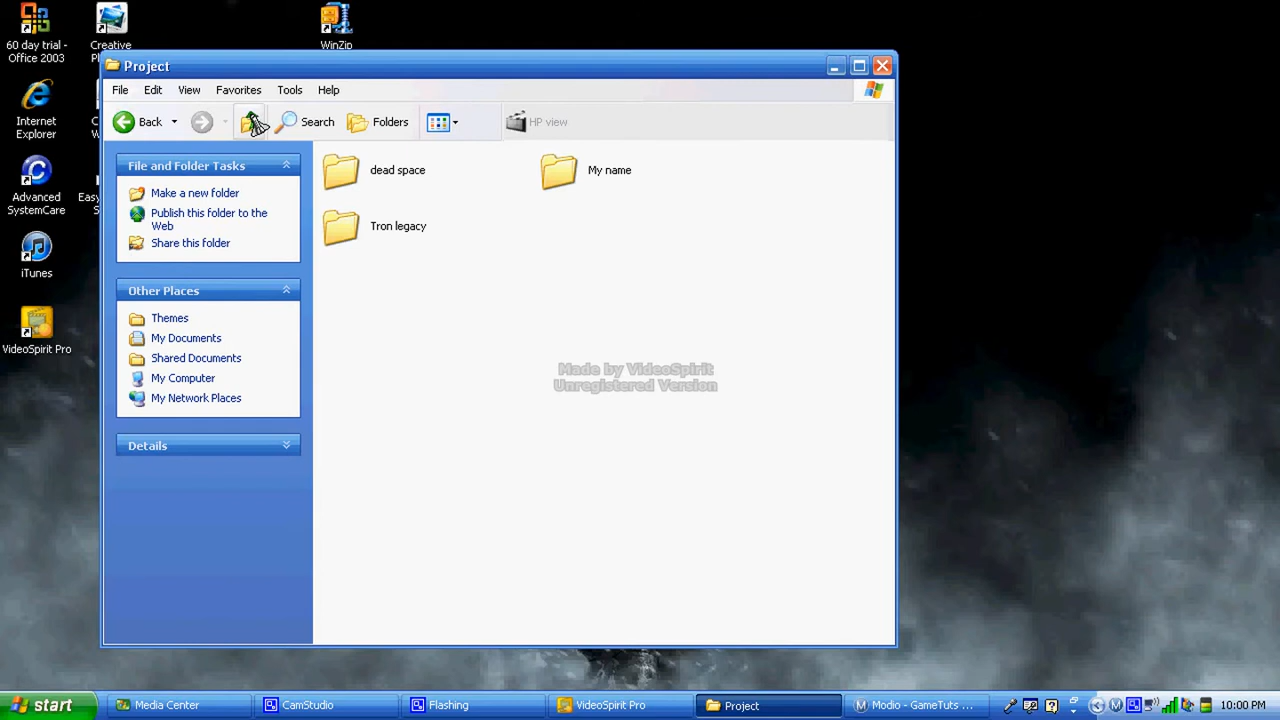 60 day trial -
Office 2003
Creative
WinZip
Internet
Explorer
Advanced
SystemCare
Easy
iTunes
VideoSpirit Pro
Project
File Edit View Favorites Tools Help
Back Search Folders HP view
File and Folder Tasks
Make a new folder
Publish this folder to the
Web
Share this folder
Other Places
Themes
My Documents
Shared Documents
My Computer
My Network Places
Details
dead space
My name
Tron legacy
Made by VideoSpirit
Unregistered Version
start Media Center CamStudio Flashing VideoSpirit Pro Project Modio - GameTuts ... 10:00 PM